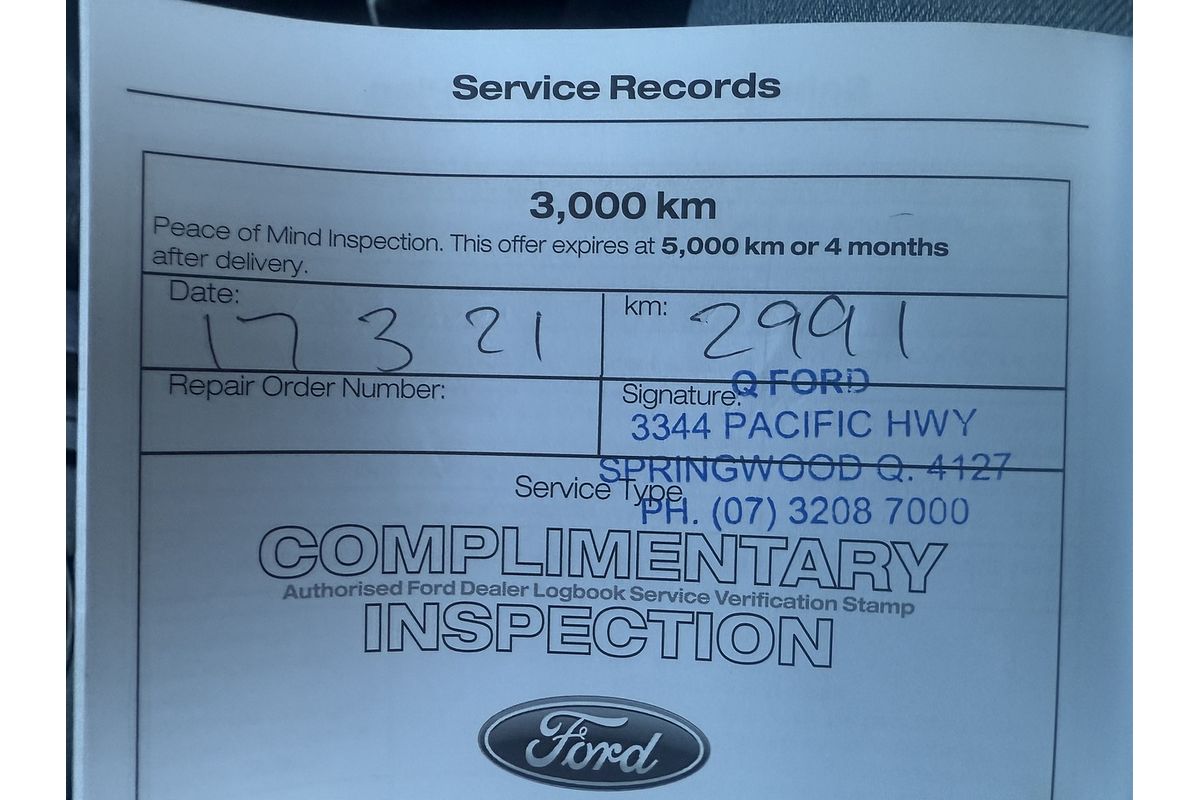 Service Records
3,000 km
Peace of Mind Inspection. This offer expires at 5,000 km or 4 months
after delivery.
Date:
17 3 21
km:
2991
Repair Order Number:
Signature:
Q FORD
3344 PACIFIC HWY
SPRINGWOOD Q. 4127
PH. (07) 3208 7000
Service Type
COMPLIMENTARY
Authorised Ford Dealer Logbook Service Verification Stamp
INSPECTION
Ford